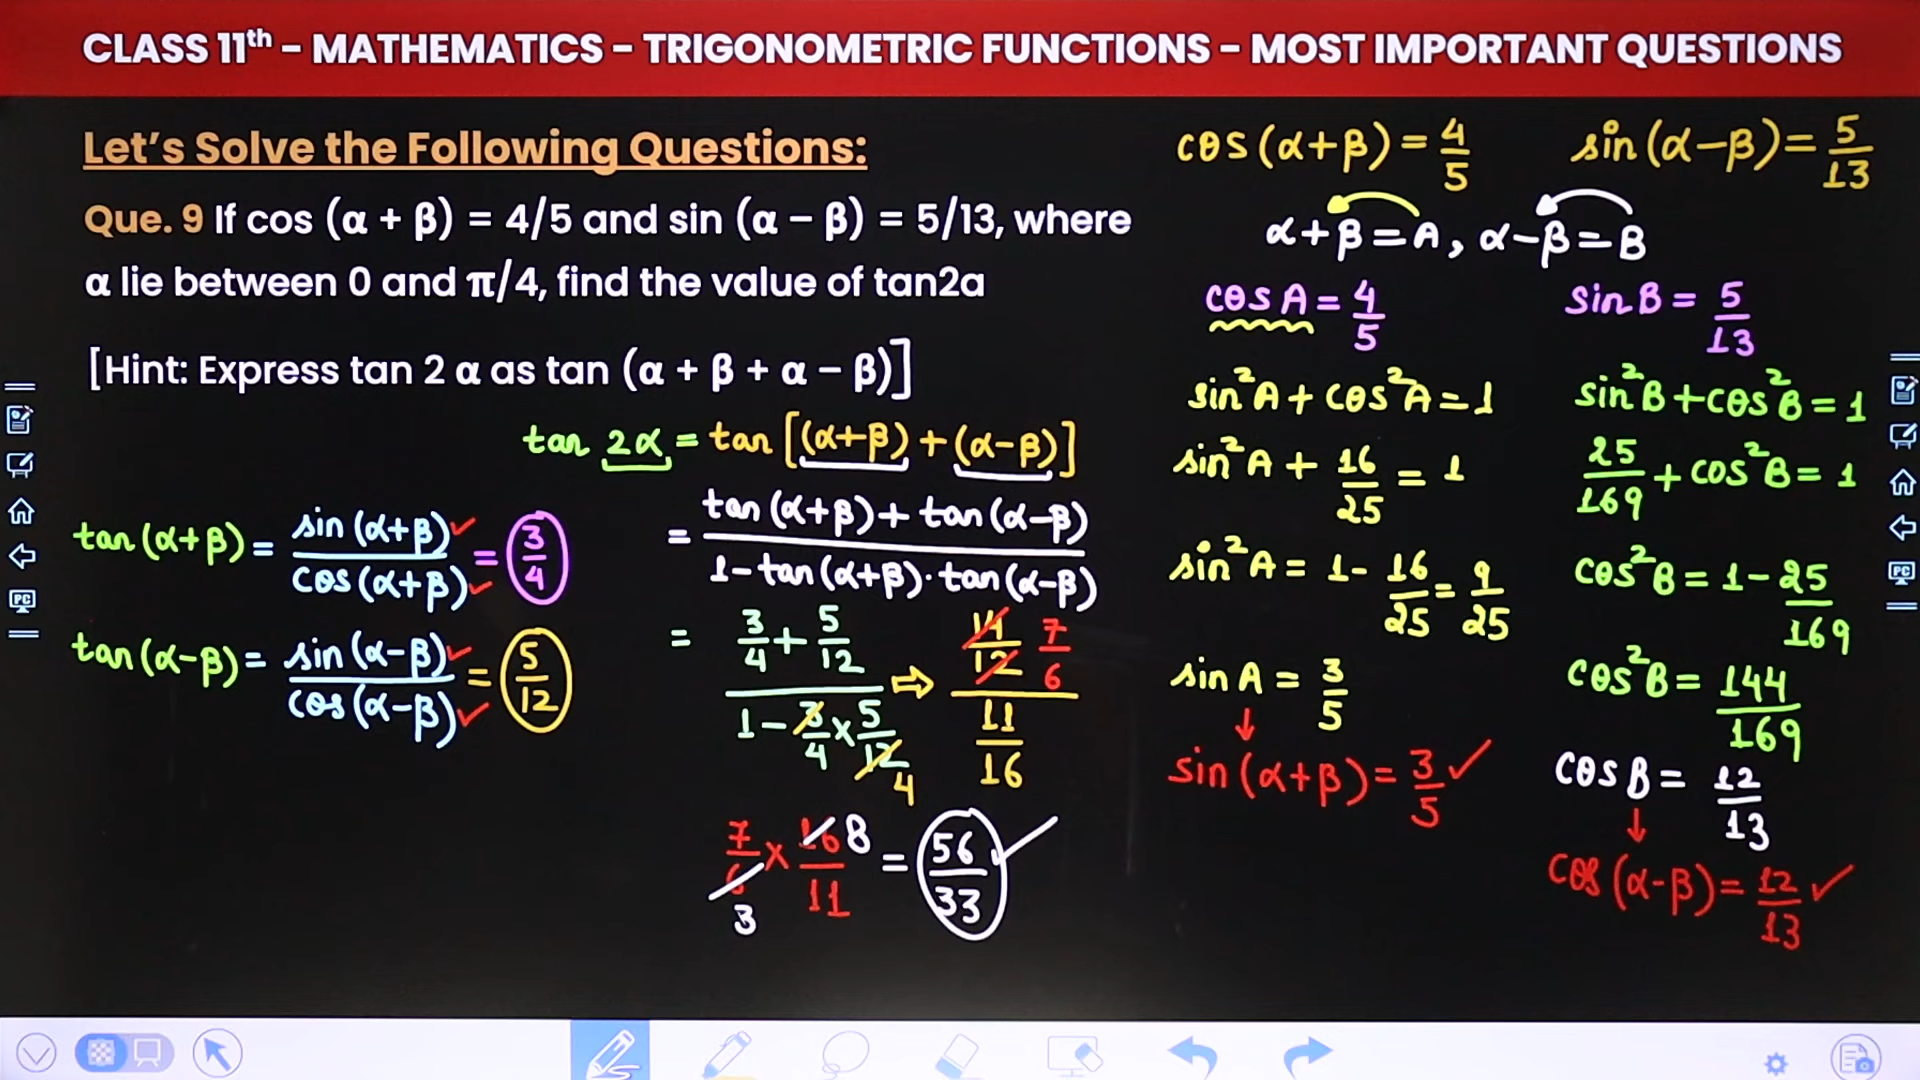 CLASS 11th - MATHEMATICS - TRIGONOMETRIC FUNCTIONS - MOST IMPORTANT QUESTIONS
Let's Solve the Following Questions:
Que. 9 If cos (α + β) = 4/5 and sin (α – β) = 5/13, where
α lie between 0 and π/4, find the value of tan2a
[Hint: Express tan 2 α as tan (α + β + α – β)]
tan 2α = tan [(α+β) + (α-β)]
= tan(α+β) + tan(α-β) / 1 - tan(α+β)·tan(α-β)
tan(α+β) = sin(α+β) / cos(α+β) = 3/4
tan(α-β) = sin(α-β) / cos(α-β) = 5/12
= 3/4 + 5/12 / 1 - 3/4 × 5/12 4 ⇨ 14/12 7/6 / 11/16
7/6 3 × 16 8/11 = 56/33 ✓
cos(α+β) = 4/5
sin(α-β) = 5/13
α+β = A, α-β = B
cos A = 4/5
sin²A + cos²A = 1
sin²A + 16/25 = 1
sin²A = 1 - 16/25 = 9/25
sin A = 3/5
sin(α+β) = 3/5 ✓
sin B = 5/13
sin²B + cos²B = 1
25/169 + cos²B = 1
cos²B = 1 - 25/169
cos²B = 144/169
cos B = 12/13
cos(α-β) = 12/13 ✓
PC
PC